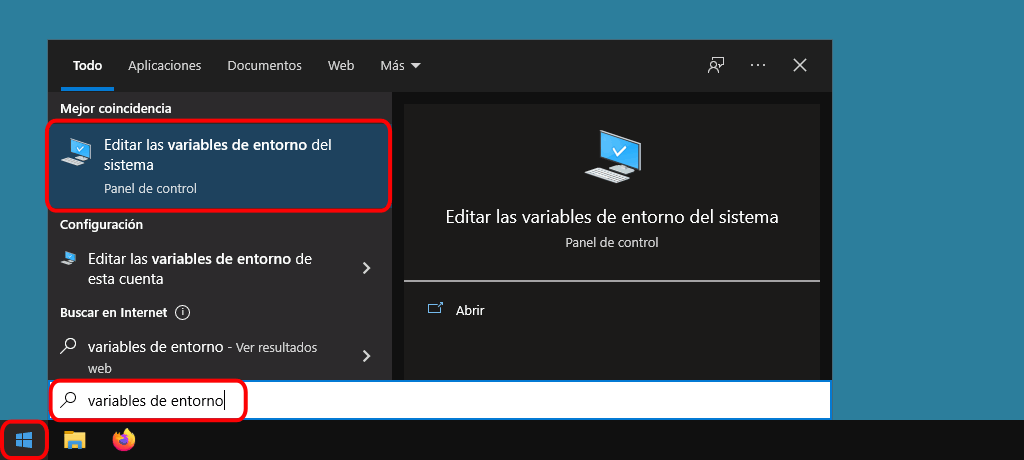 Todo Aplicaciones Documentos Web Más
Mejor coincidencia
Editar las variables de entorno del
sistema
Panel de control
Configuración
Editar las variables de entorno de
esta cuenta
Buscar en Internet
variables de entorno - Ver resultados
web
Editar las variables de entorno del sistema
Panel de control
Abrir
variables de entorno